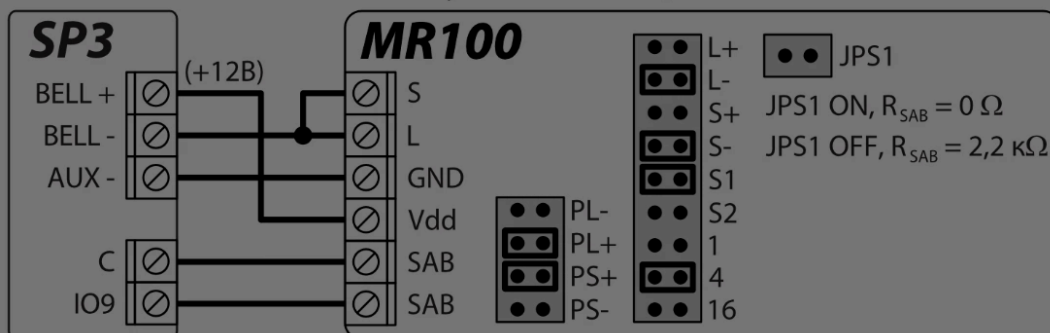 SP3
BELL +
BELL -
AUX -
C
IO9
(+12В)
MR100
S
L
GND
Vdd
SAB
SAB
PL-
PL+
PS+
PS-
L+
L-
S+
S-
S1
S2
1
4
16
JPS1
JPS1 ON, RSAB = 0 Ω
JPS1 OFF, RSAB = 2,2 кΩ